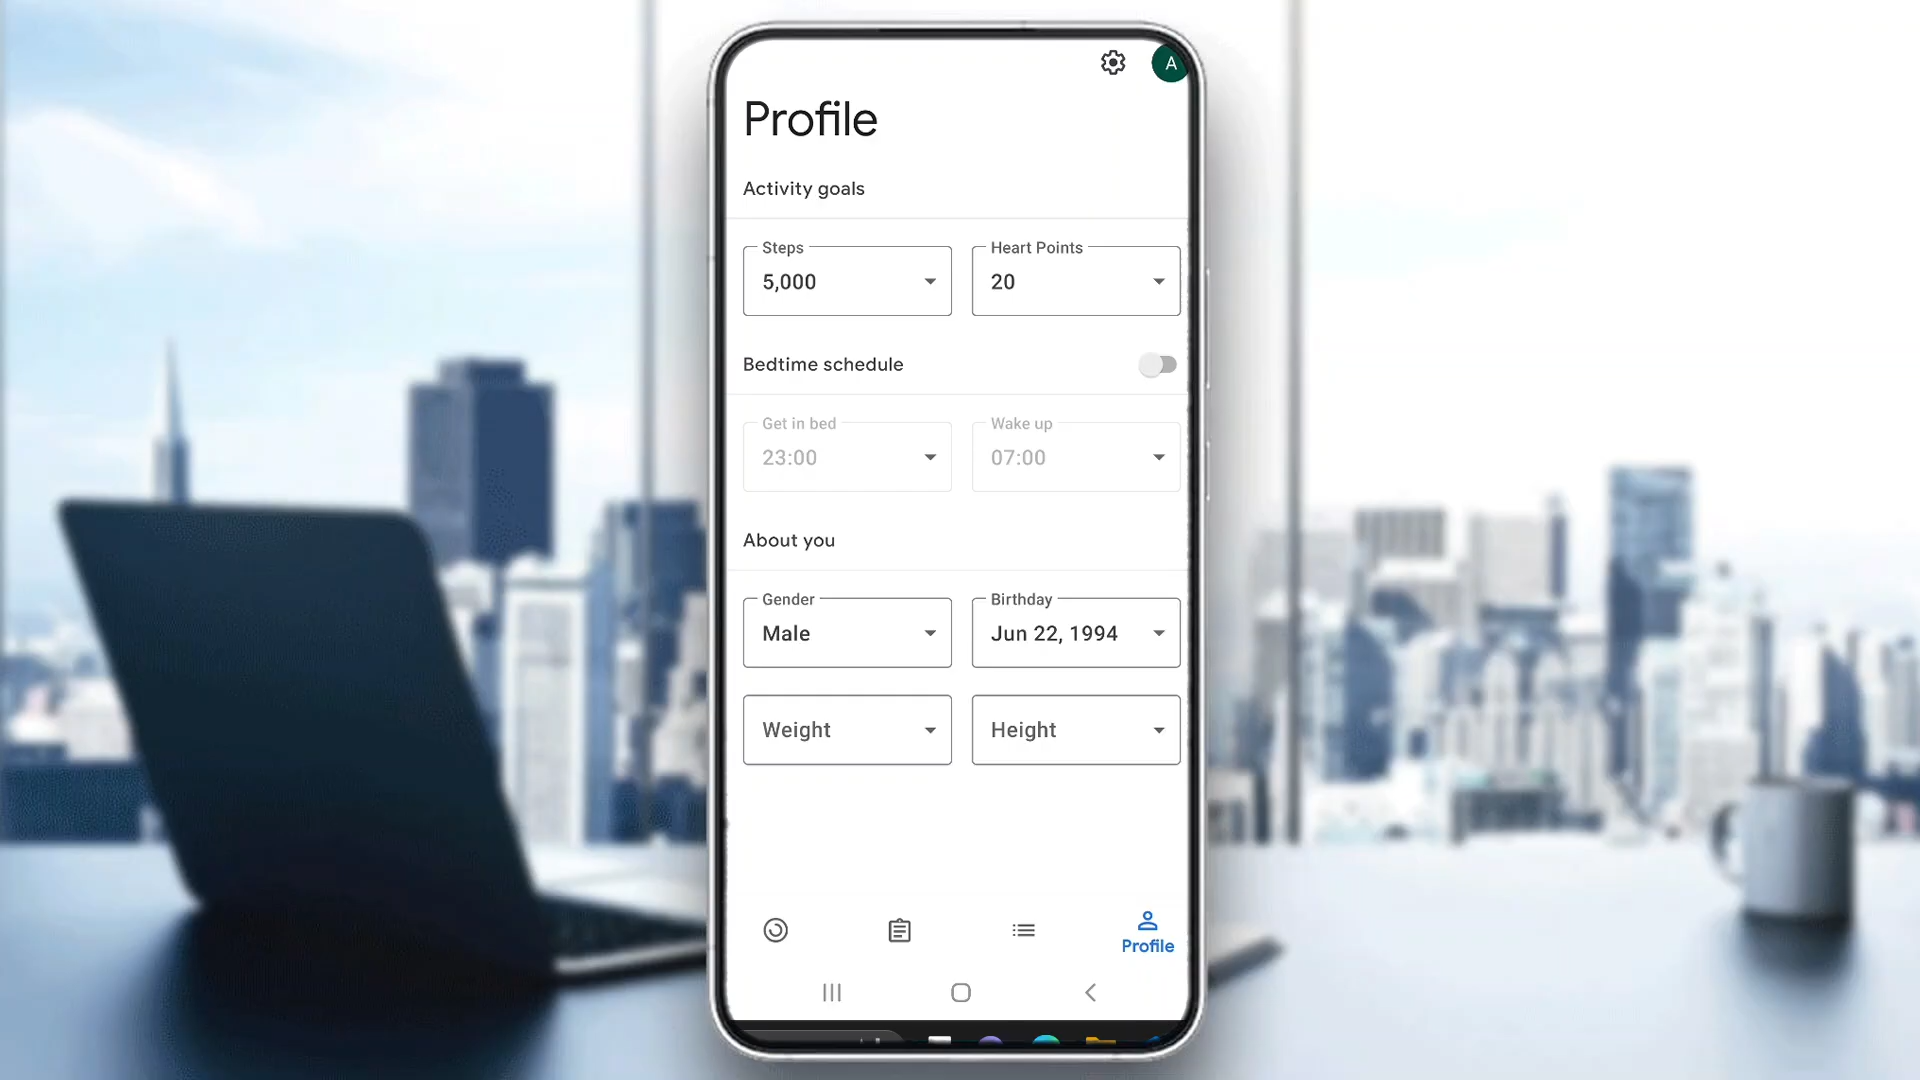 A
Profile
Activity goals
Steps
Heart Points
5,000
20
Bedtime schedule
Get in bed
Wake up
23:00
07:00
About you
Gender
Birthday
Male
Jun 22, 1994
Weight
Height
Profile